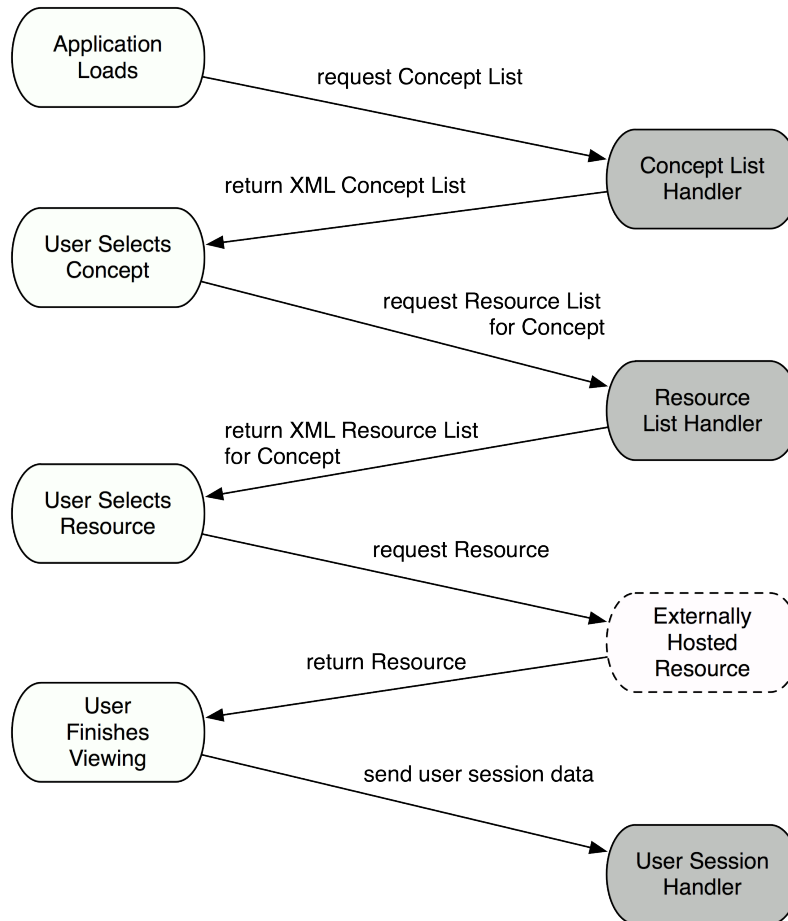 Application
Loads
request Concept List
Concept List
Handler
return XML Concept List
User Selects
Concept
request Resource List
for Concept
Resource
List Handler
return XML Resource List
for Concept
User Selects
Resource
request Resource
Externally
Hosted
Resource
return Resource
User
Finishes
Viewing
send user session data
User Session
Handler